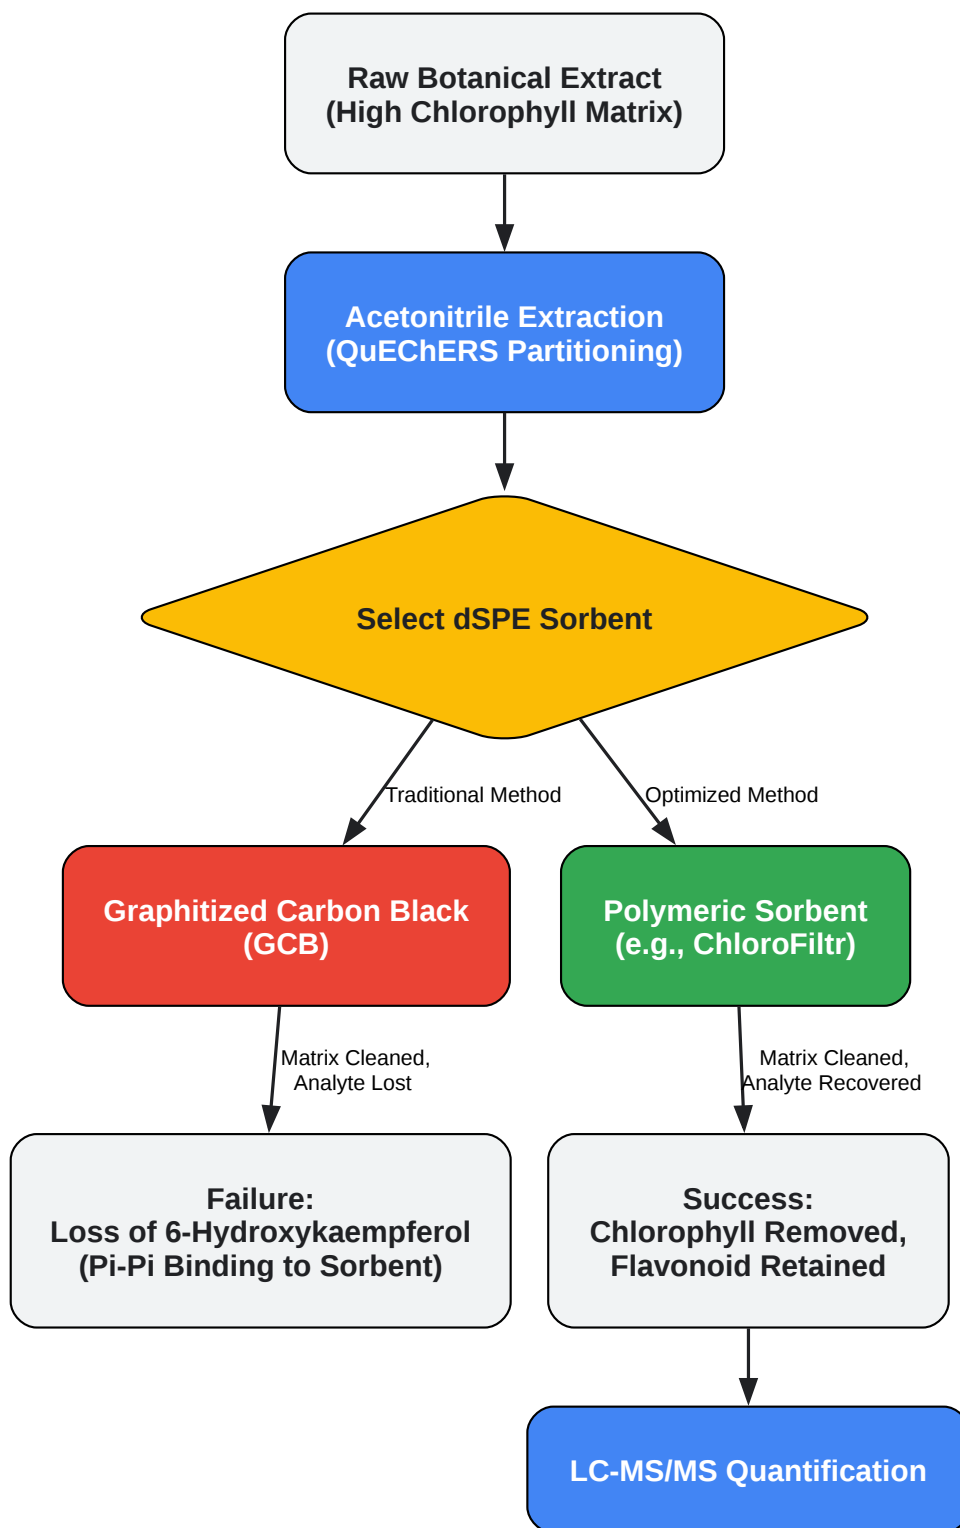 Raw Botanical Extract
(High Chlorophyll Matrix)
Acetonitrile Extraction
(QuEChERS Partitioning)
Select dSPE Sorbent
Traditional Method
Optimized Method
Graphitized Carbon Black
(GCB)
Polymeric Sorbent
(e.g., ChloroFiltr)
Matrix Cleaned,
Analyte Lost
Matrix Cleaned,
Analyte Recovered
Failure:
Loss of 6-Hydroxykaempferol
(Pi-Pi Binding to Sorbent)
Success:
Chlorophyll Removed,
Flavonoid Retained
LC-MS/MS Quantification